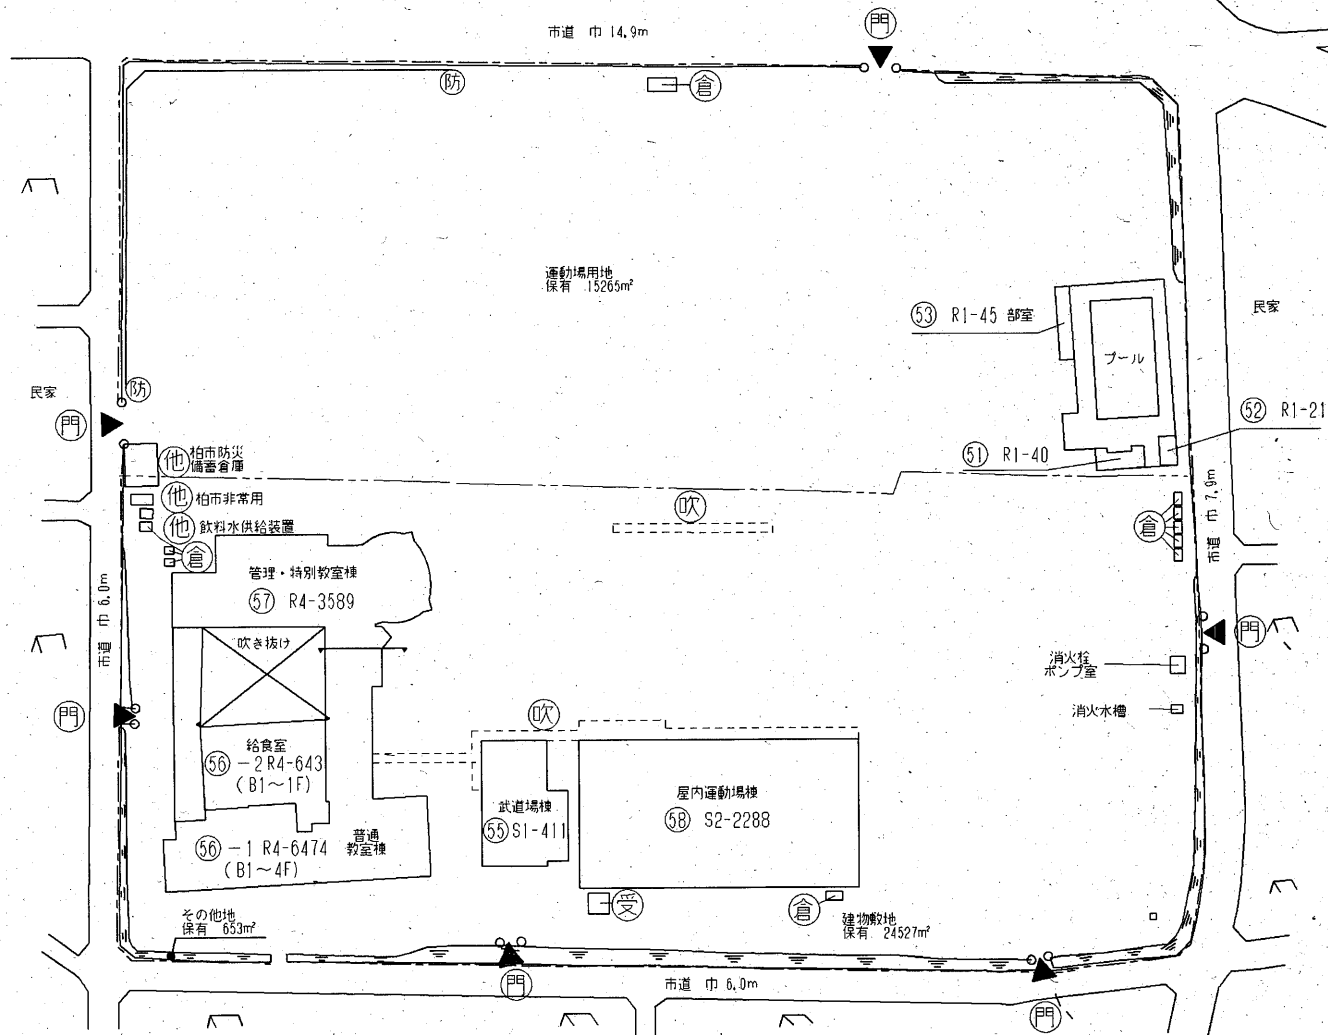 市道 巾 14.9m
門
防
倉
運動場用地
保有 15265m²
53 R1-45 部室
プール
民家
民家
防
門
52 R1-21
51 R1-40
他 柏市防災
備蓄倉庫
他 柏市非常用
他 飲料水供給装置
倉
吹
倉
市道 巾 7.9m
管理・特別教室棟
57 R4-3589
吹き抜け
市道 巾 6.0m
門
門
消火栓
ポンプ室
消火水槽
吹
給食室
56 -2 R4-643
(B1~1F)
武道場棟
55 S1-411
屋内運動場棟
58 S2-2288
56 -1 R4-6474
(B1~4F)
普通
教室棟
受
倉
建物敷地
保有 24527m²
その他地
保有 653m²
門
市道 巾 6.0m
門